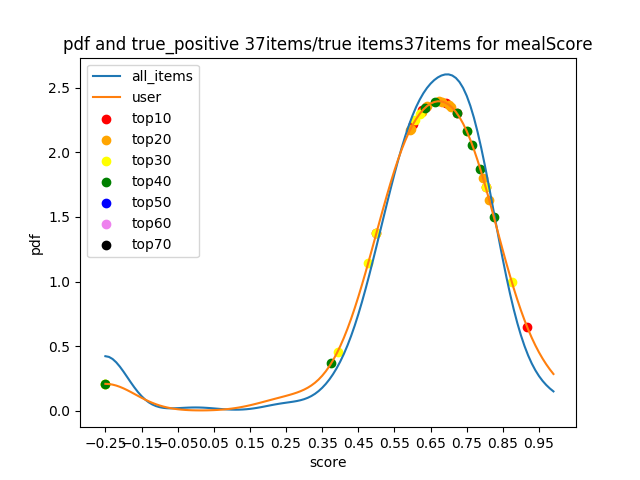 pdf and true_positive 37items/true items37items for mealScore
all_items
user
top10
top20
top30
top40
top50
top60
top70
pdf
2.5
2.0
1.5
1.0
0.5
0.0
−0.25 −0.15 −0.05 0.05 0.15 0.25 0.35 0.45 0.55 0.65 0.75 0.85 0.95
score